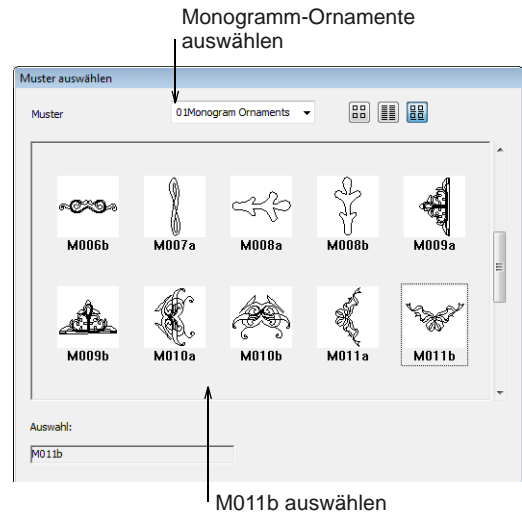 Monogramm-Ornamente
auswählen
Muster auswählen
Muster 01Monogram Ornaments
M006b M007a M008a M008b M009a
M009b M010a M010b M011a M011b
Auswahl:
M011b
M011b auswählen